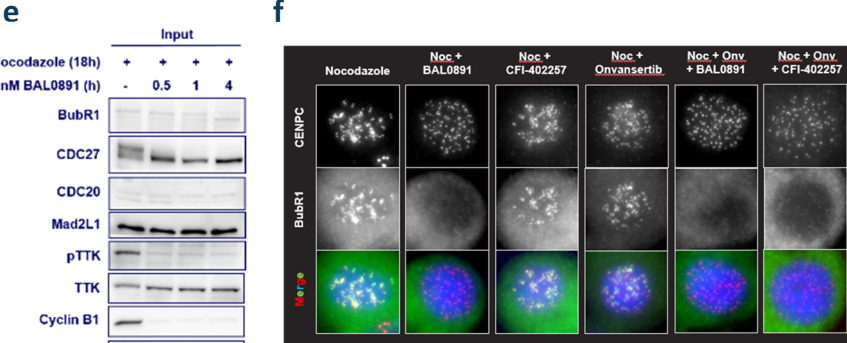 e
f
Input
ocodazole (18h) + + + +
nM BAL0891 (h) - 0.5 1 4
BubR1
CDC27
CDC20
Mad2L1
pTTK
TTK
Cyclin B1
Nocodazole
Noc +
BAL0891
Noc +
CFI-402257
Noc +
Onvansertib
Noc + Onv
+ BAL0891
Noc + Onv
+ CFI-402257
CENPC
BubR1
Merge